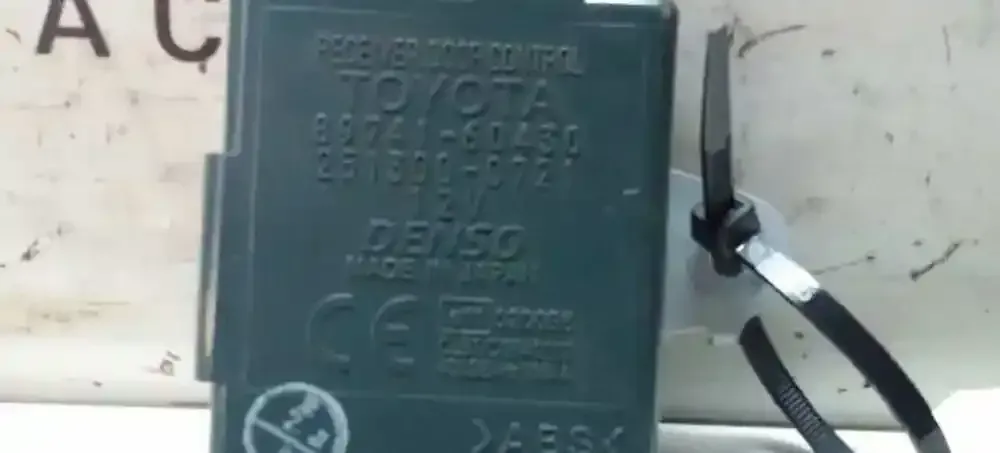 A C
RECEIVER DOOR CONTROL
TOYOTA
89741-60430
251300-0721
12V
DENSO
MADE IN JAPAN
CE
>ABS<